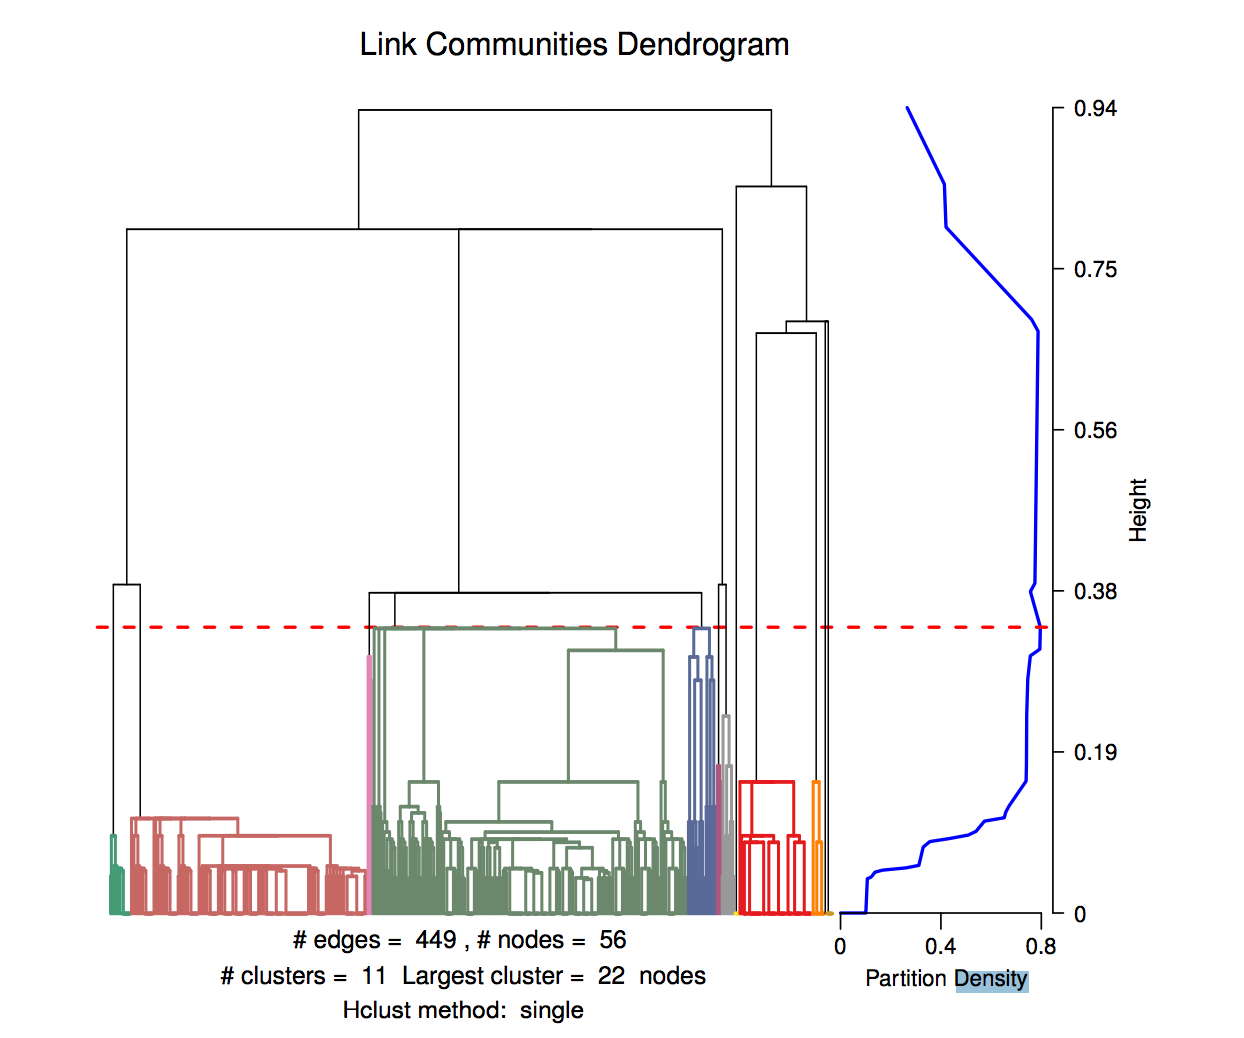 Link Communities Dendrogram
0.94
0.75
0.56
0.38
0.19
0
Height
0 0.4 0.8
Partition Density
# edges = 449 , # nodes = 56
# clusters = 11 Largest cluster = 22 nodes
Hclust method: single